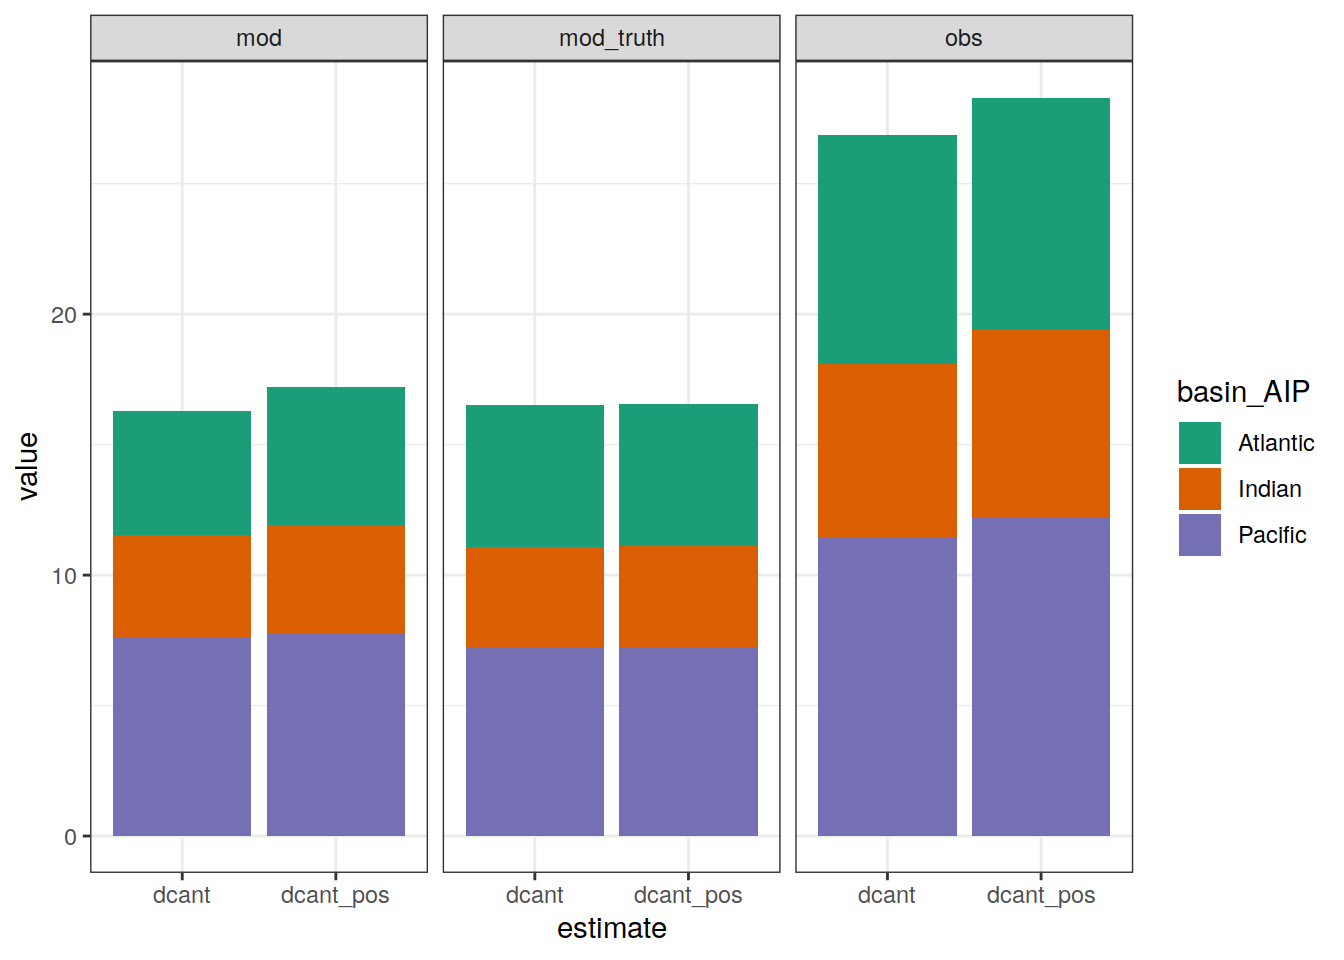 mod
mod_truth
obs
value
20
10
0
dcant
dcant_pos
dcant
dcant_pos
dcant
dcant_pos
estimate
basin_AIP
Atlantic
Indian
Pacific